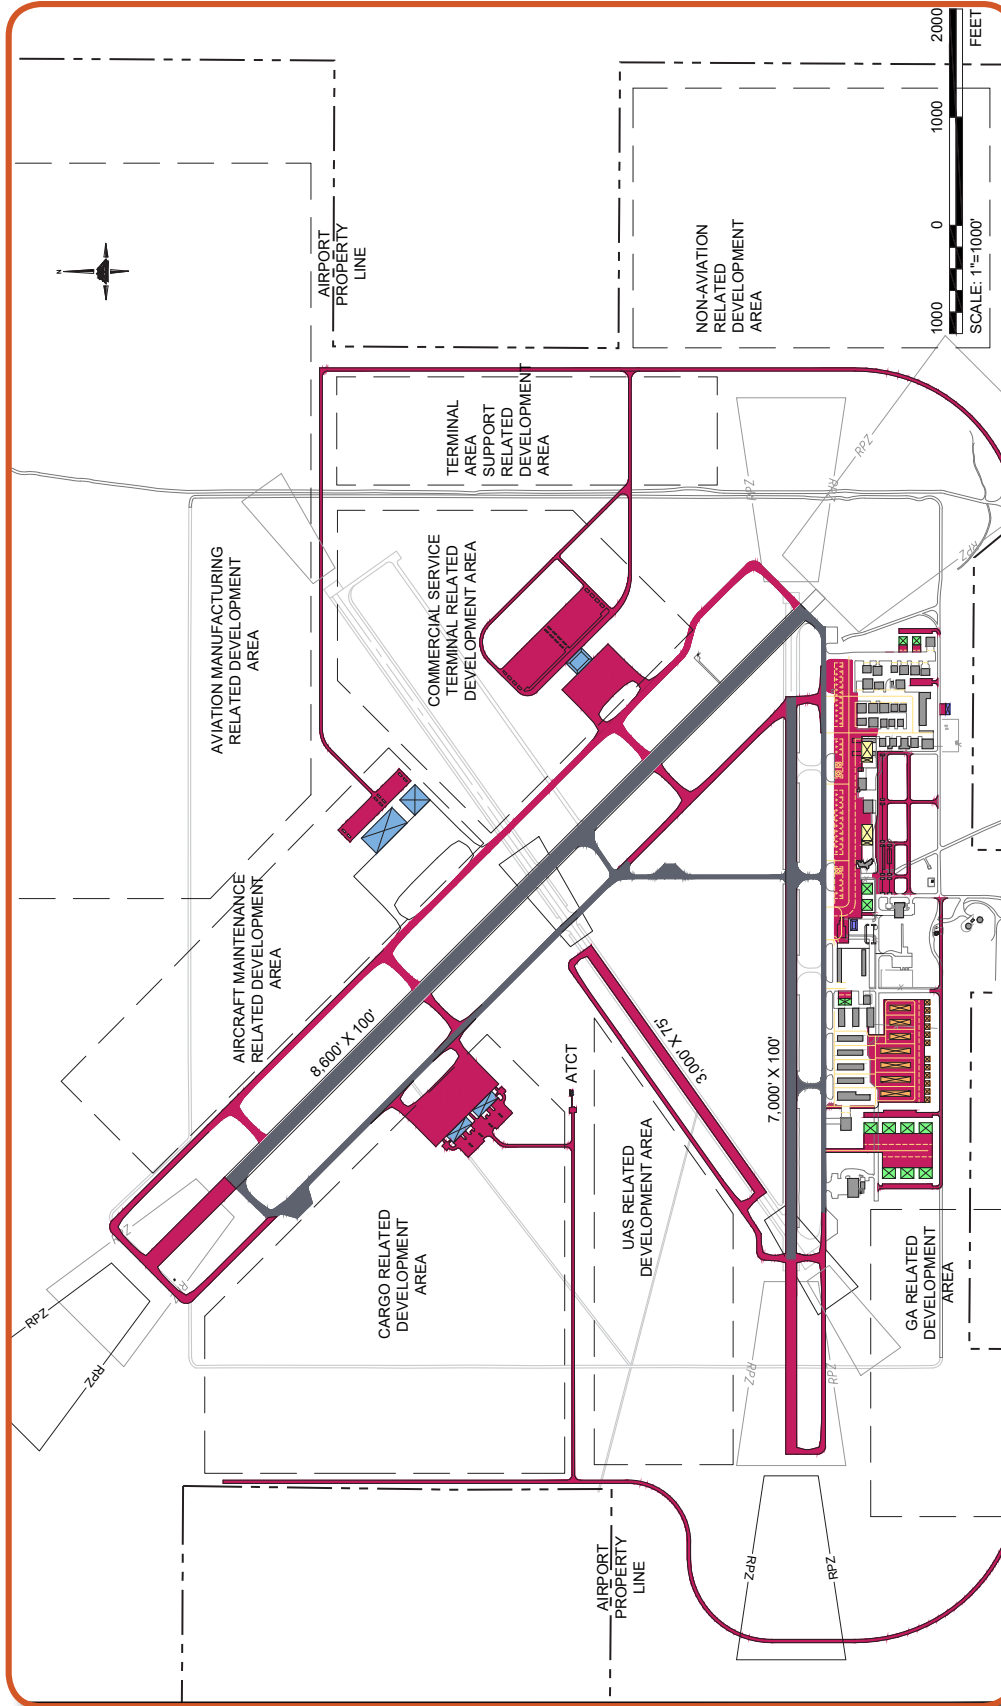 N
AIRPORT
PROPERTY
LINE
NON-AVIATION
RELATED
DEVELOPMENT
AREA
1000
0
1000
2000
FEET
SCALE: 1"=1000'
TERMINAL
AREA
SUPPORT
RELATED
DEVELOPMENT
AREA
AVIATION MANUFACTURING
RELATED DEVELOPMENT
AREA
COMMERCIAL SERVICE
TERMINAL RELATED
DEVELOPMENT AREA
RPZ
RPZ
RPZ
RPZ
AIRCRAFT MAINTENANCE
RELATED DEVELOPMENT
AREA
8,600' X 100'
3,000' X 75'
7,000' X 100'
ATCT
UAS RELATED
DEVELOPMENT AREA
CARGO RELATED
DEVELOPMENT
AREA
GA RELATED
DEVELOPMENT
AREA
RPZ
RPZ
RPZ
RPZ
AIRPORT
PROPERTY
LINE
RPZ
RPZ